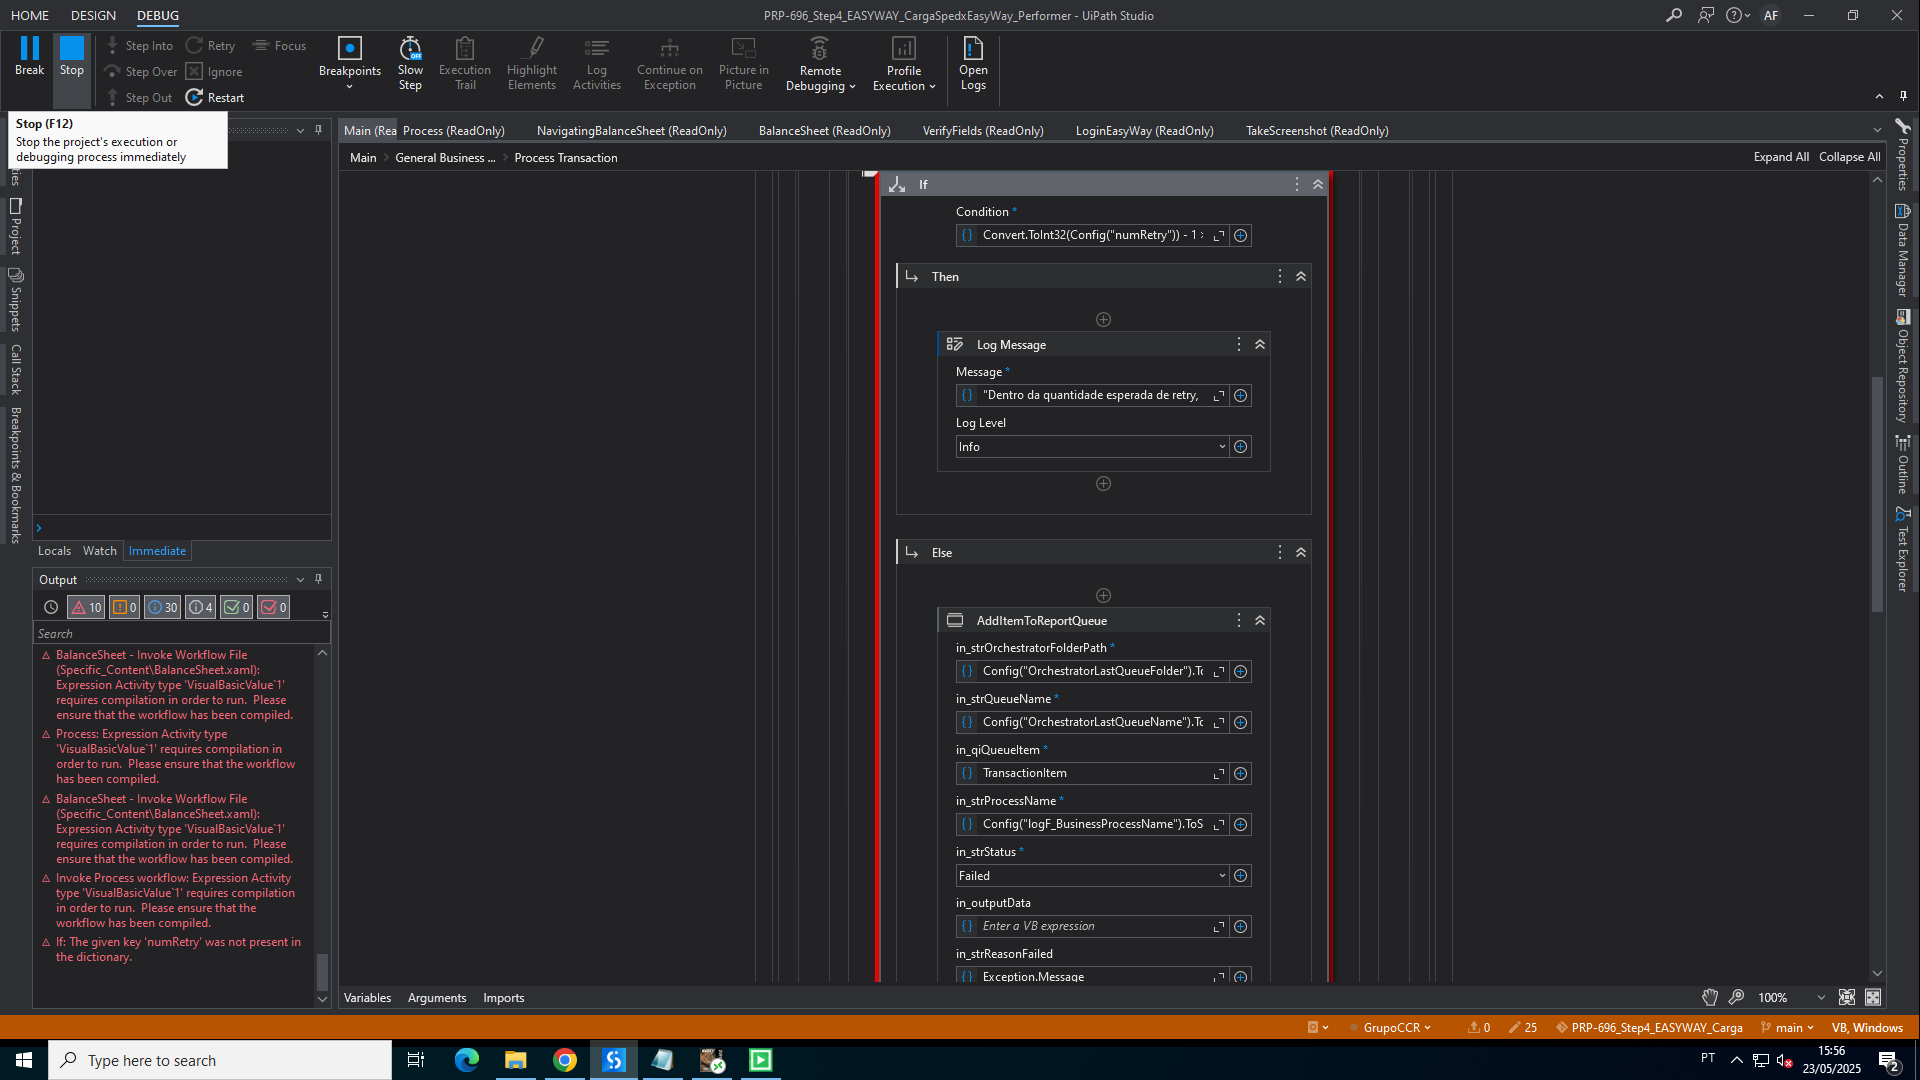 HOME
DESIGN
DEBUG
PRP-696_Step4_EASYWAY_CargaSpedxEasyWay_Performer - UiPath Studio
AF
Break
Stop
Step Into
Step Over
Step Out
Retry
Ignore
Restart
Focus
Breakpoints
Slow
Step
Execution
Trail
Highlight
Elements
Log
Activities
Continue on
Exception
Picture in
Picture
Remote
Debugging
Profile
Execution
Open
Logs
Stop (F12)
Stop the project's execution or
debugging process immediately
Main (Rea
Process (ReadOnly)
NavigatingBalanceSheet (ReadOnly)
BalanceSheet (ReadOnly)
VerifyFields (ReadOnly)
LoginEasyWay (ReadOnly)
TakeScreenshot (ReadOnly)
Main
General Business ...
Process Transaction
Expand All
Collapse All
Project
Snippets
Call Stack
Breakpoints & Bookmarks
If
Condition *
Convert.ToInt32(Config("numRetry")) - 1
Then
Log Message
Message *
"Dentro da quantidade esperada de retry,
Log Level
Info
Else
AddItemToReportQueue
in_strOrchestratorFolderPath *
Config("OrchestratorLastQueueFolder").Tc
in_strQueueName *
Config("OrchestratorLastQueueName").Tc
in_qiQueueItem *
TransactionItem
in_strProcessName *
Config("logF_BusinessProcessName").ToS
in_strStatus *
Failed
in_outputData
Enter a VB expression
in_strReasonFailed
Exception.Message
Locals
Watch
Immediate
Output
10
0
30
4
0
0
Search
BalanceSheet - Invoke Workflow File
(Specific_Content\BalanceSheet.xaml):
Expression Activity type 'VisualBasicValue`1'
requires compilation in order to run.  Please
ensure that the workflow has been compiled.
Process: Expression Activity type
'VisualBasicValue`1' requires compilation in
order to run.  Please ensure that the workflow
has been compiled.
BalanceSheet - Invoke Workflow File
(Specific_Content\BalanceSheet.xaml):
Expression Activity type 'VisualBasicValue`1'
requires compilation in order to run.  Please
ensure that the workflow has been compiled.
Invoke Process workflow: Expression Activity
type 'VisualBasicValue`1' requires compilation
in order to run.  Please ensure that the
workflow has been compiled.
If: The given key 'numRetry' was not present in
the dictionary.
Properties
Data Manager
Object Repository
Outline
Test Explorer
Variables
Arguments
Imports
100%
GrupoCCR
0
25
PRP-696_Step4_EASYWAY_Carga
main
VB, Windows
Type here to search
PT
15:56
23/05/2025
2